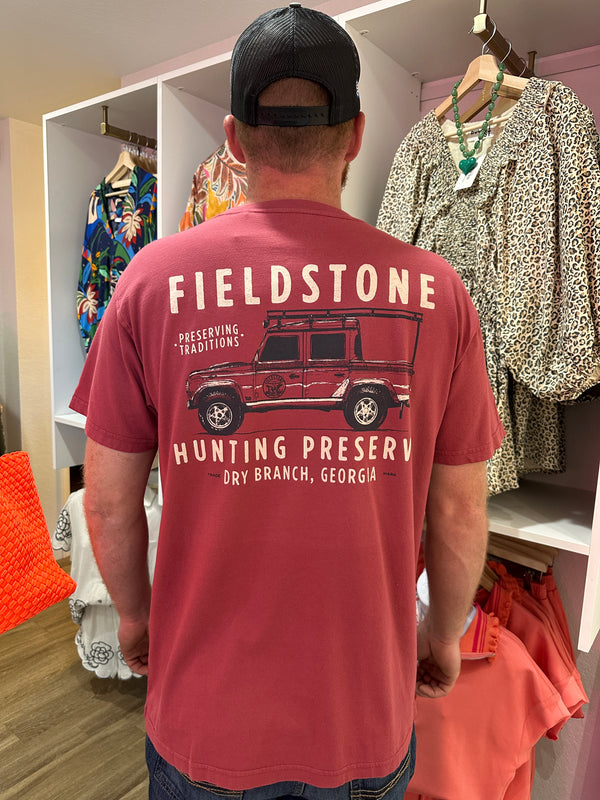 FIELDSTONE
PRESERVING
TRADITIONS
HUNTING PRESERV
DRY BRANCH, GEORGIA